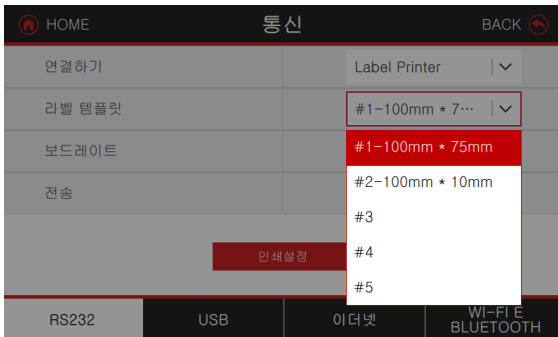 HOME
통신
BACK
연결하기
Label Printer
라벨 템플릿
#1-100mm * 7…
보드레이트
#1-100mm * 75mm
#2-100mm * 10mm
전송
#3
인쇄설정
#4
#5
RS232
USB
이더넷
WI-FI E
BLUETOOTH